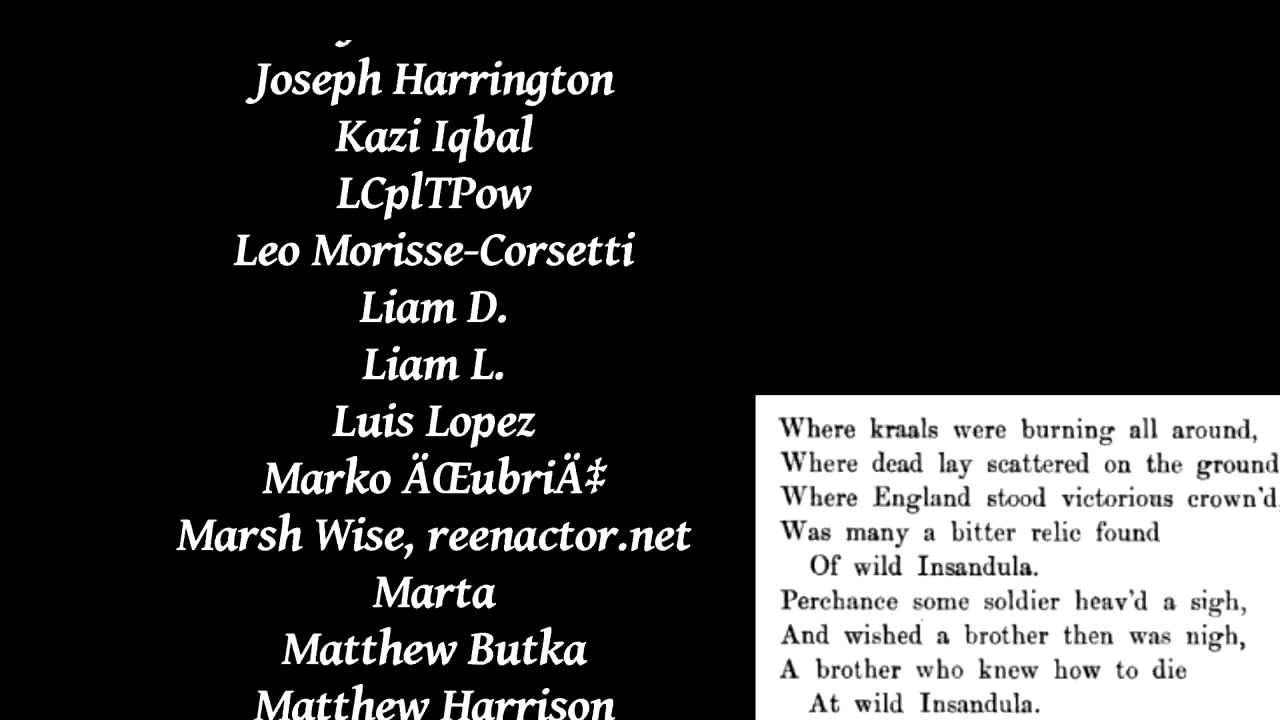 Joseph Harrington
Kazi Iqbal
LCplTPow
Leo Morisse-Corsetti
Liam D.
Liam L.
Luis Lopez
Marko ÄŒubriÄ‡
Marsh Wise, reenactor.net
Marta
Matthew Butka
Matthew Harrison
Where kraals were burning all around,
Where dead lay scattered on the ground
Where England stood victorious crown'd,
Was many a bitter relic found
Of wild Insandula.
Perchance some soldier heav'd a sigh,
And wished a brother then was nigh,
A brother who knew how to die
At wild Insandula.